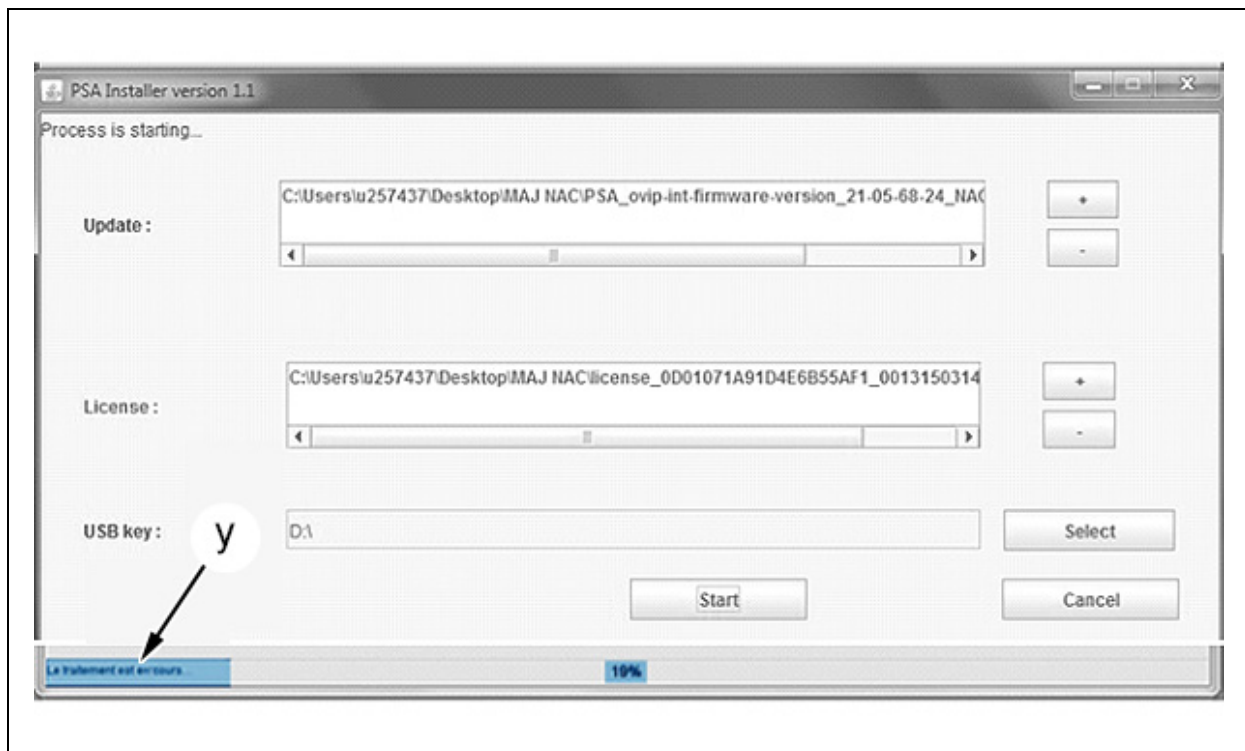 PSA Installer version 1.1
Process is starting...
Update :
C:\Users\u257437\Desktop\MAJ NAC\PSA_ovip-int-firmware-version_21-05-68-24_NAC
+
-
License :
C:\Users\u257437\Desktop\MAJ NAC\license_0D01071A91D4E6B55AF1_0013150314
+
-
USB key :
y
D:\
Select
Start
Cancel
Le traitement est en cours...
19%